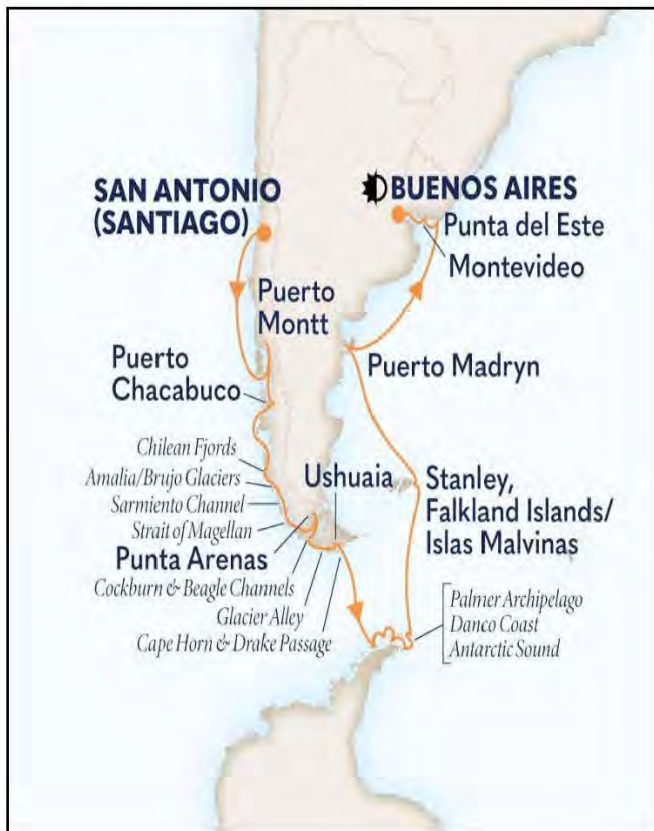 SAN ANTONIO
(SANTIAGO)
BUENOS AIRES
Punta del Este
Montevideo
Puerto
Montt
Puerto
Chacabuco
Puerto Madryn
Chilean Fjords
Amalia/Brujo Glaciers
Sarmiento Channel
Strait of Magellan
Ushuaia
Stanley,
Falkland Islands/
Islas Malvinas
Punta Arenas
Cockburn & Beagle Channels
Glacier Alley
Cape Horn & Drake Passage
Palmer Archipelago
Danco Coast
Antarctic Sound